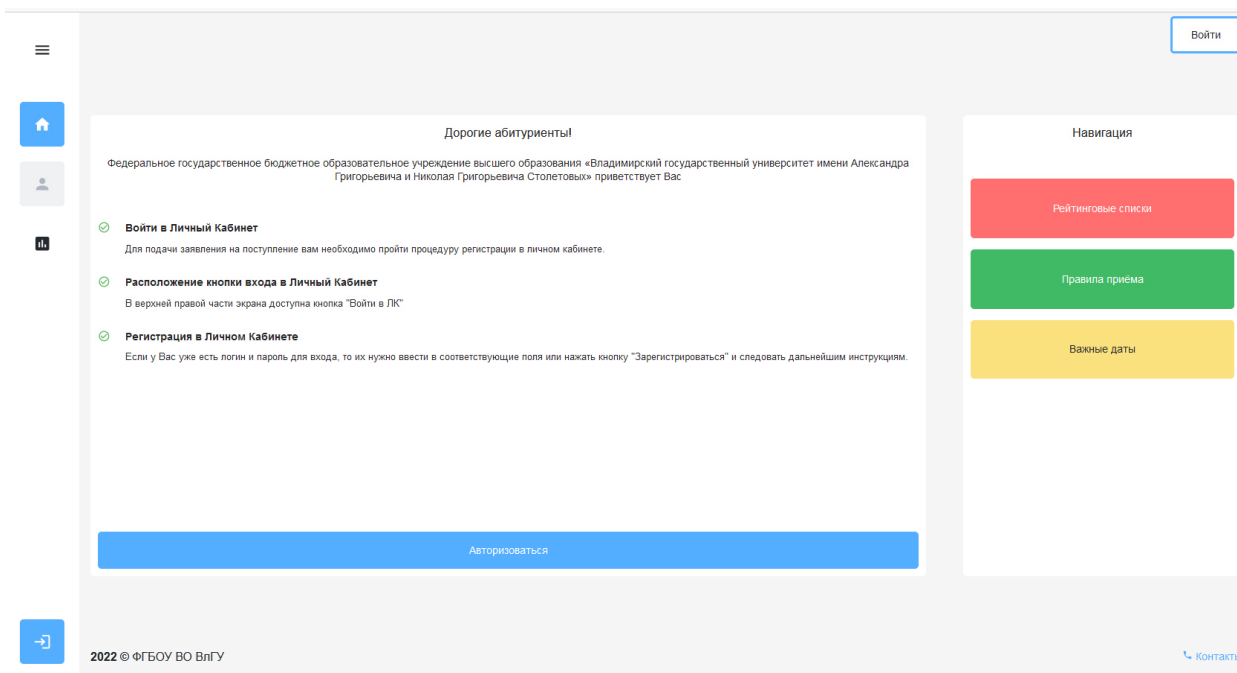 Войти
Дорогие абитуриенты!
Федеральное государственное бюджетное образовательное учреждение высшего образования «Владимирский государственный университет имени Александра
Григорьевича и Николая Григорьевича Столетовых» приветствует Вас
Войти в Личный Кабинет
Для подачи заявления на поступление вам необходимо пройти процедуру регистрации в личном кабинете.
Расположение кнопки входа в Личный Кабинет
В верхней правой части экрана доступна кнопка "Войти в ЛК"
Регистрация в Личном Кабинете
Если у Вас уже есть логин и пароль для входа, то их нужно ввести в соответствующие поля или нажать кнопку "Зарегистрироваться" и следовать дальнейшим инструкциям.
Авторизоваться
Навигация
Рейтинговые списки
Правила приёма
Важные даты
2022 © ФГБОУ ВО ВлГУ
Контакты